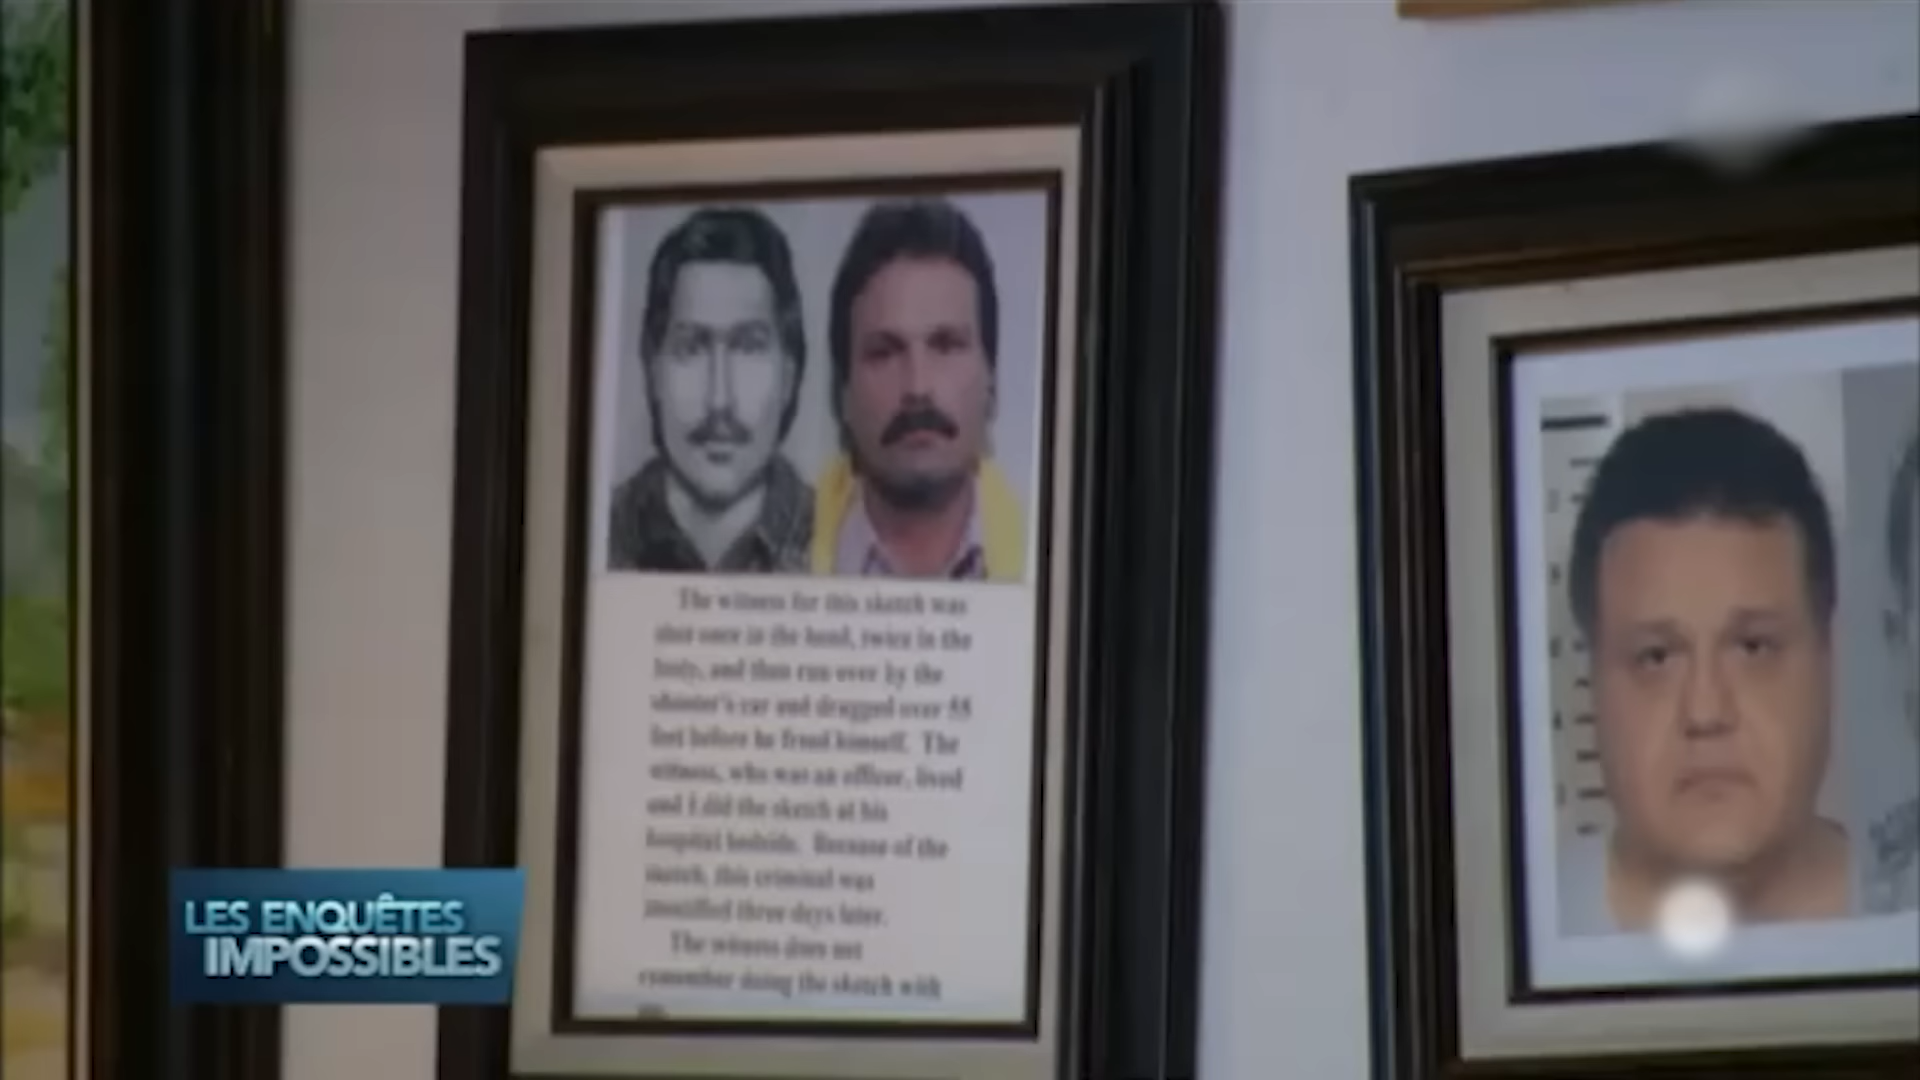 The witness for this sketch was
shot once in the head, twice in the
body, and then run over by the
shooter's car and dragged over 55
feet before he freed himself. The
witness, who was an officer, lived
and I did the sketch at his
hospital bedside. Because of the
sketch, this criminal was
identified three days later.
The witness does not
remember doing the sketch with
me.
LES ENQUÊTES
IMPOSSIBLES